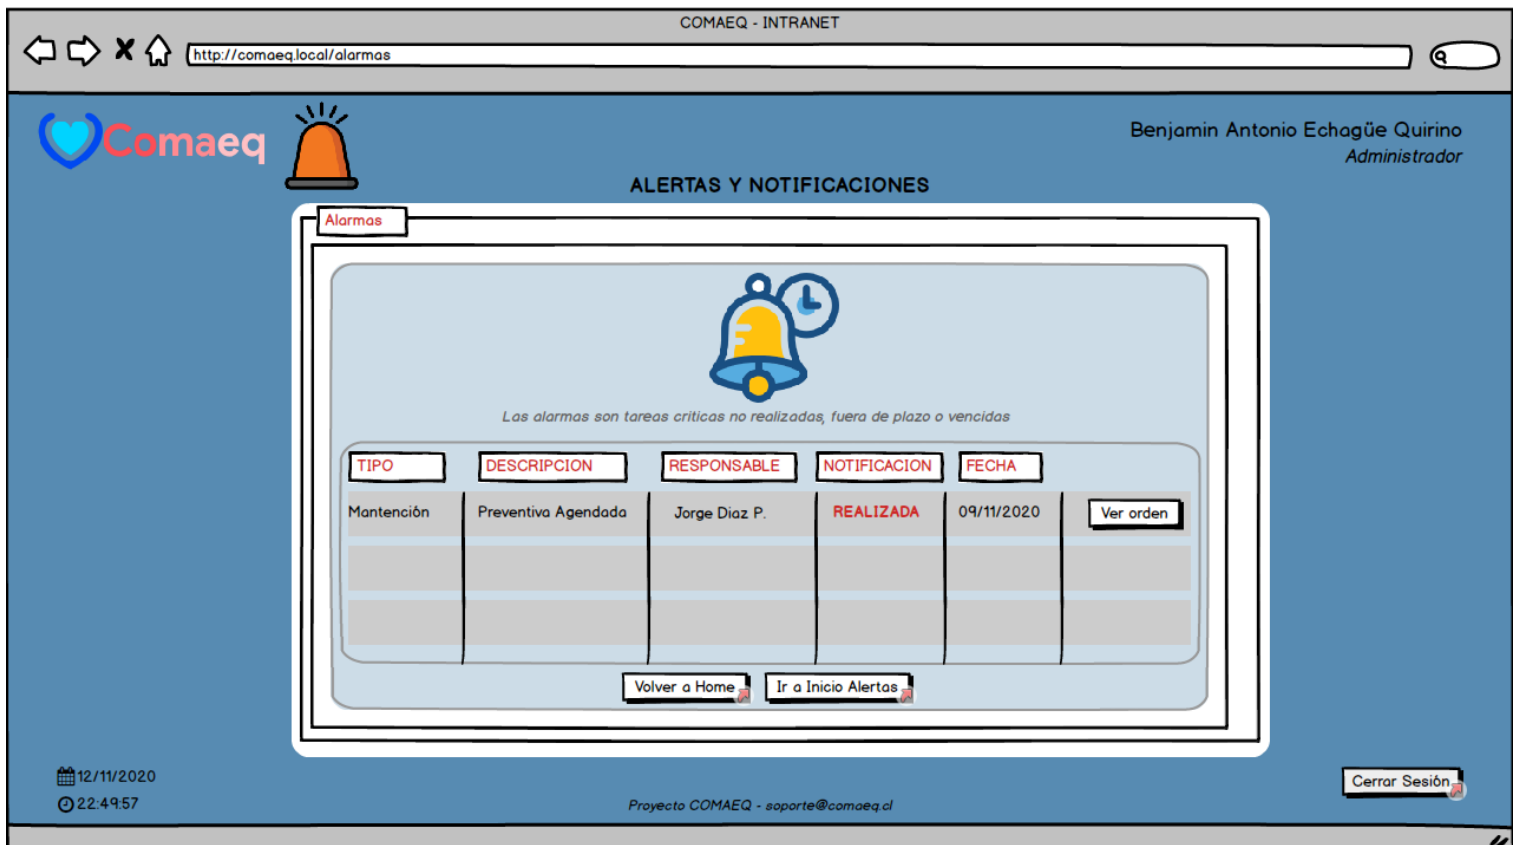 COMAEQ - INTRANET
http://comaeq.local/alarmas
Comaeq
Benjamin Antonio Echagüe Quirino
Administrador
ALERTAS Y NOTIFICACIONES
Alarmas
Las alarmas son tareas criticas no realizadas, fuera de plazo o vencidas
TIPO DESCRIPCION RESPONSABLE NOTIFICACION FECHA
Mantención Preventiva Agendada Jorge Diaz P. REALIZADA 09/11/2020 Ver orden
Volver a Home Ir a Inicio Alertas
12/11/2020
22:49:57
Proyecto COMAEQ - soporte@comaeq.cl
Cerrar Sesión